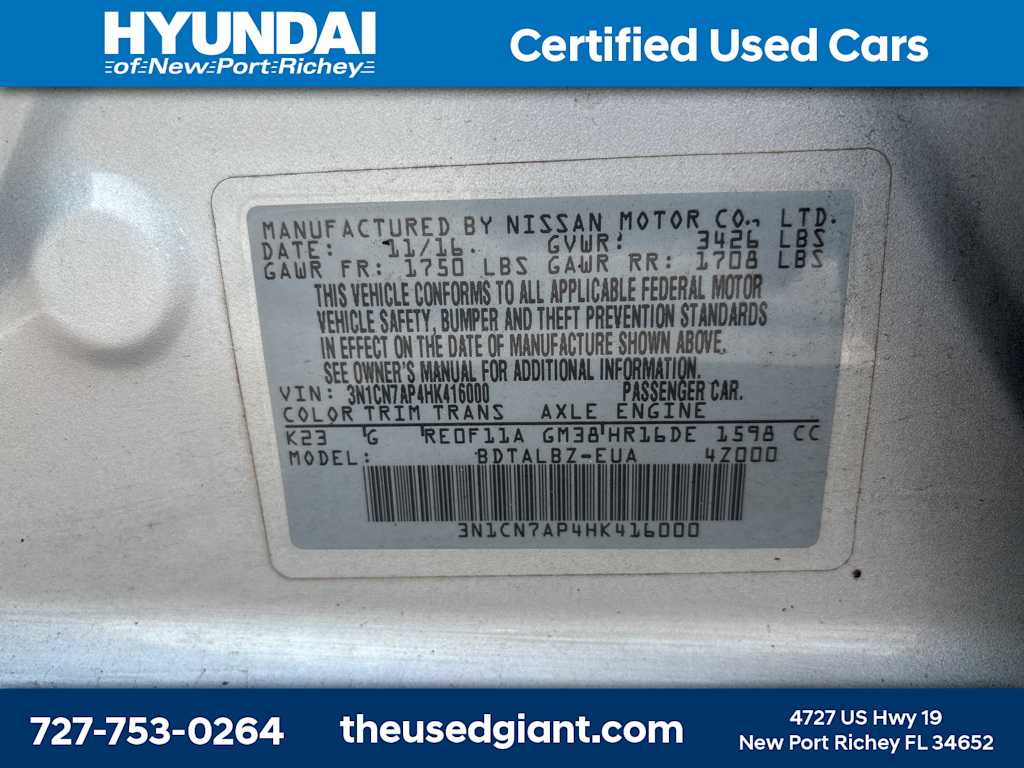 HYUNDAI
of New Port Richey
Certified Used Cars
MANUFACTURED BY NISSAN MOTOR CO., LTD.
DATE: 11/16. GVWR: 3426 LBS
GAWR FR: 1750 LBS GAWR RR: 1708 LBS
THIS VEHICLE CONFORMS TO ALL APPLICABLE FEDERAL MOTOR
VEHICLE SAFETY, BUMPER AND THEFT PREVENTION STANDARDS
IN EFFECT ON THE DATE OF MANUFACTURE SHOWN ABOVE.
SEE OWNER'S MANUAL FOR ADDITIONAL INFORMATION.
VIN: 3N1CN7AP4HK416000 PASSENGER CAR.
COLOR TRIM TRANS AXLE ENGINE
K23 G RE0F11A GM38 HR16DE 1598 CC
MODEL: BDTALBZ-EUA 4Z000
3N1CN7AP4HK416000
727-753-0264
theusedgiant.com
4727 US Hwy 19
New Port Richey FL 34652